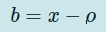 b = x − ρ